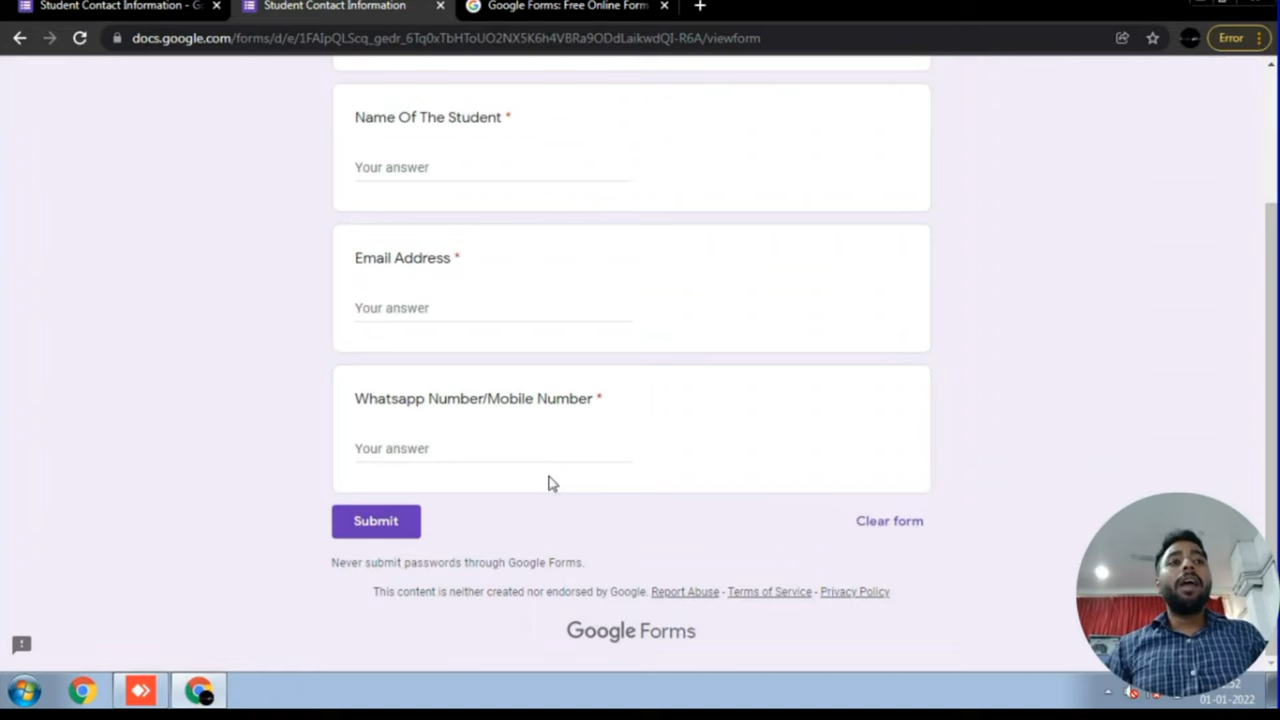 Student Contact Information - Go
Student Contact Information
Google Forms: Free Online Form
docs.google.com/forms/d/e/1FAIpQLScq_gedr_6Tq0xTbHToUO2NX5K6h4VBRa9ODdLaikwdQI-R6A/viewform
Error
Name Of The Student *
Your answer
Email Address *
Your answer
Whatsapp Number/Mobile Number *
Your answer
Submit
Clear form
Never submit passwords through Google Forms.
This content is neither created nor endorsed by Google. Report Abuse - Terms of Service - Privacy Policy
Google Forms
01-01-2022